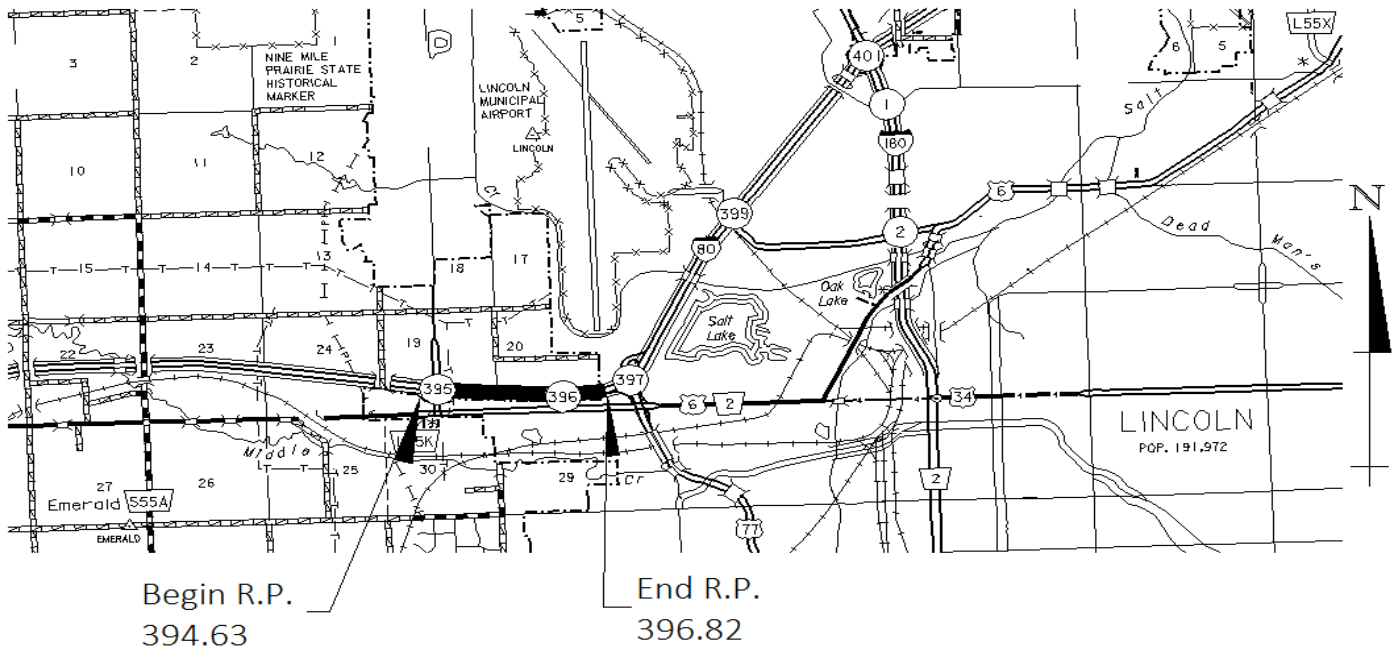 5
L55X
1
3
2
NINE MILE
PRAIRIE STATE
HISTORICAL
MARKER
LINCOLN
MUNICIPAL
AIRPORT
LINCOLN
401
6
5
1
Salt
180
10
11
12
6
N
399
2
Dead
Man's
80
15
14
13
18
17
Oak
Lake
Salt
Lake
22
23
24
19
20
397
395
396
6
2
34
LINCOLN
POP. 191,972
Middle
25
30
29
Cr
2
27
26
Emerald
555A
EMERALD
77
Begin R.P.
394.63
End R.P.
396.82